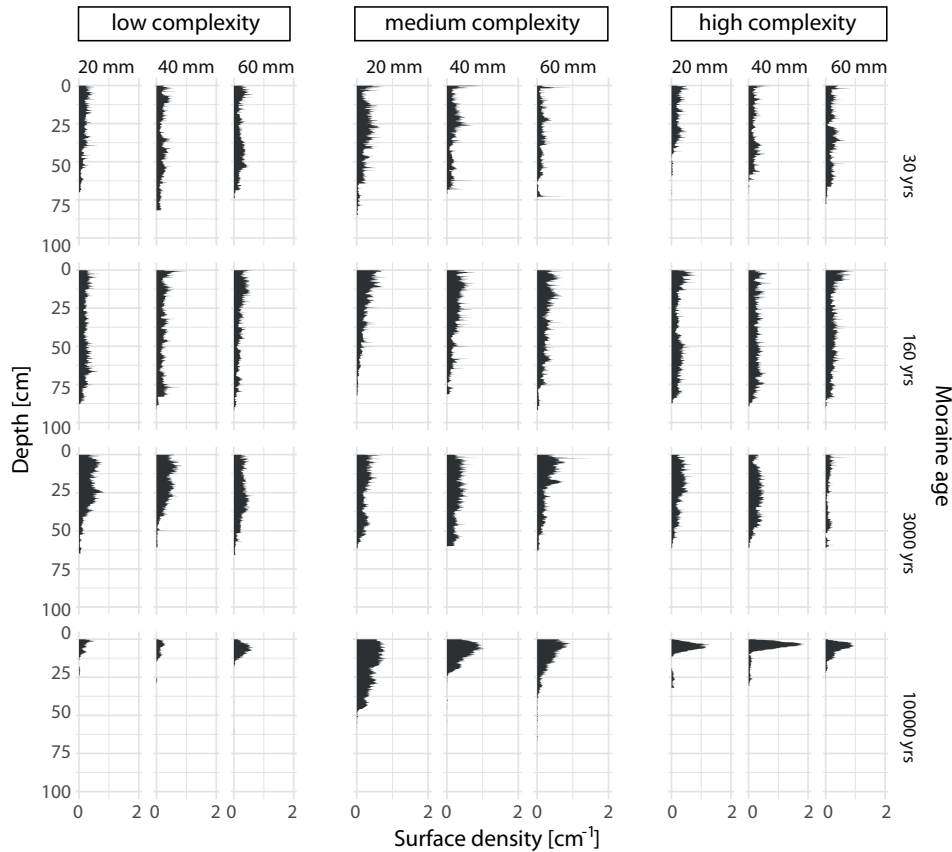 low complexity medium complexity high complexity
20 mm 40 mm 60 mm 20 mm 40 mm 60 mm 20 mm 40 mm 60 mm
0
25
50
75
100
30 yrs
0
25
50
75
100
160 yrs
0
25
50
75
100
3000 yrs
0
25
50
75
100
10000 yrs
Depth [cm]
Moraine age
0 2 0 2 0 2 0 2 0 2 0 2 0 2 0 2 0 2
Surface density [cm-1]